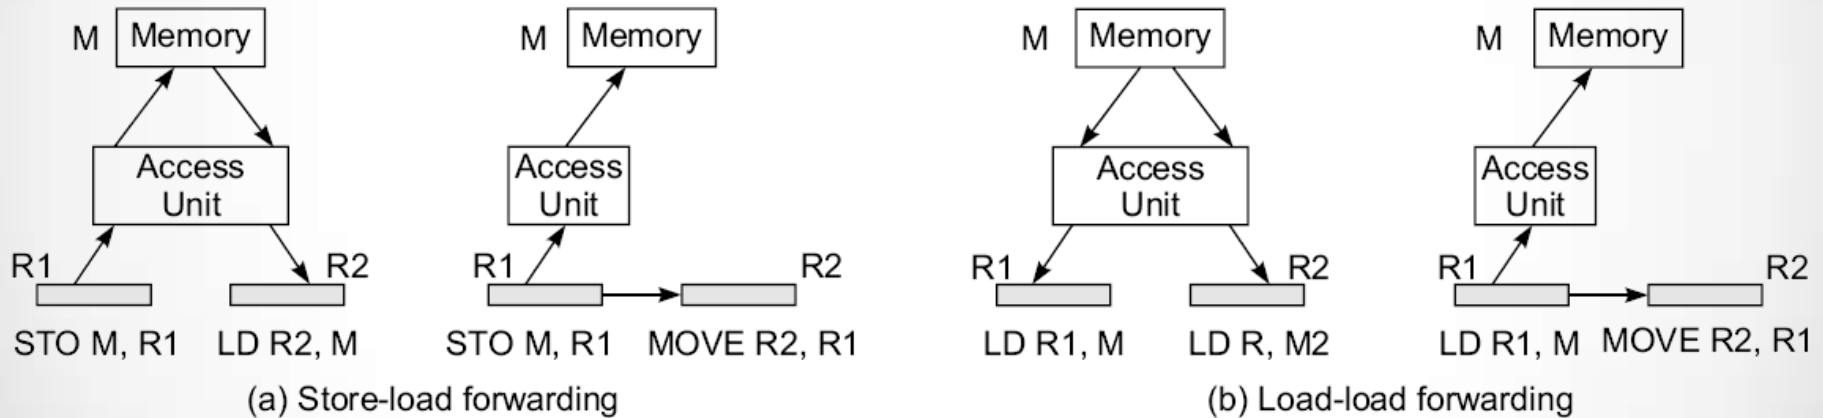 M Memory
Access
Unit
R1 R2
STO M, R1 LD R2, M
M Memory
Access
Unit
R1 R2
STO M, R1 MOVE R2, R1
(a) Store-load forwarding
M Memory
Access
Unit
R1 R2
LD R1, M LD R, M2
M Memory
Access
Unit
R1 R2
LD R1, M MOVE R2, R1
(b) Load-load forwarding